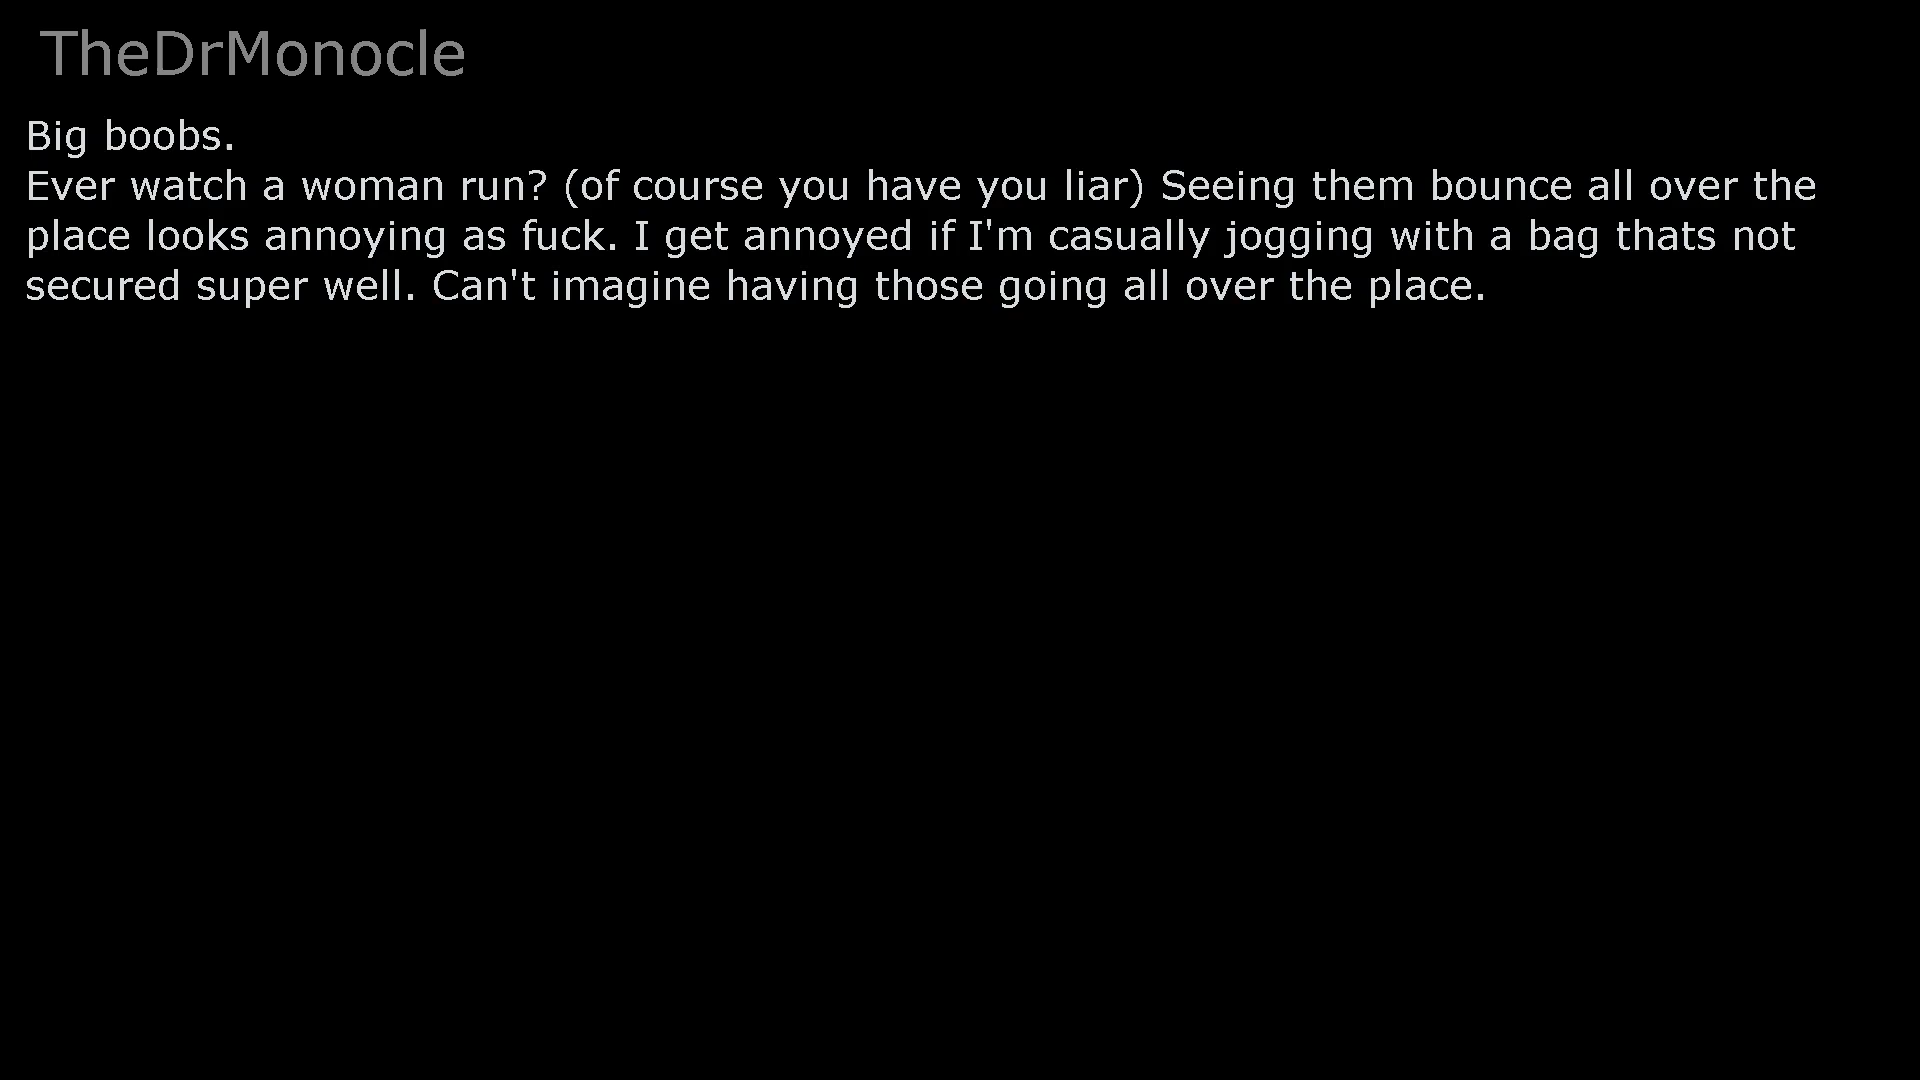 TheDrMonocle
Big boobs.
Ever watch a woman run? (of course you have you liar) Seeing them bounce all over the
place looks annoying as fuck. I get annoyed if I'm casually jogging with a bag thats not
secured super well. Can't imagine having those going all over the place.